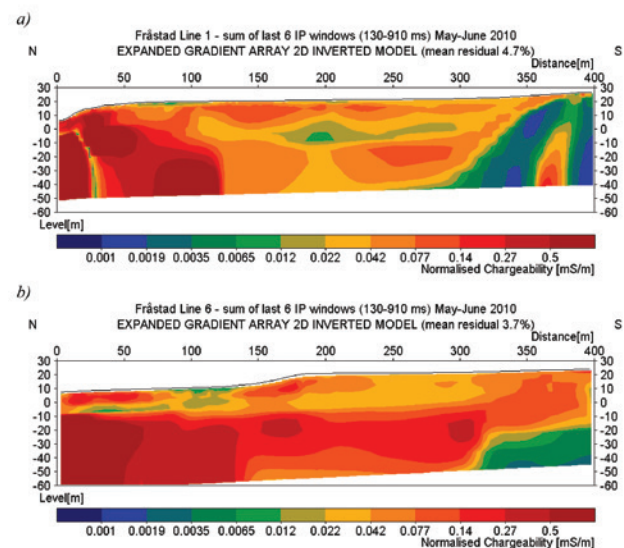 a)
Fråstad Line 1 - sum of last 6 IP windows (130-910 ms) May-June 2010
N EXPANDED GRADIENT ARRAY 2D INVERTED MODEL (mean residual 4.7%) S
Distance[m]
0 50 100 150 200 250 300 350 400
30 30
20 20
10 10
0 0
-10 -10
-20 -20
-30 -30
-40 -40
-50 -50
-60 -60
Level[m]
0.001 0.0019 0.0035 0.0065 0.012 0.022 0.042 0.077 0.14 0.27 0.5
Normalised Chargeability [mS/m]
b)
Fråstad Line 6 - sum of last 6 IP windows (130-910 ms) May-June 2010
N EXPANDED GRADIENT ARRAY 2D INVERTED MODEL (mean residual 3.7%) S
Distance[m]
0 50 100 150 200 250 300 350 400
30 30
20 20
10 10
0 0
-10 -10
-20 -20
-30 -30
-40 -40
-50 -50
-60 -60
Level[m]
0.001 0.0019 0.0035 0.0065 0.012 0.022 0.042 0.077 0.14 0.27 0.5
Normalised Chargeability [mS/m]